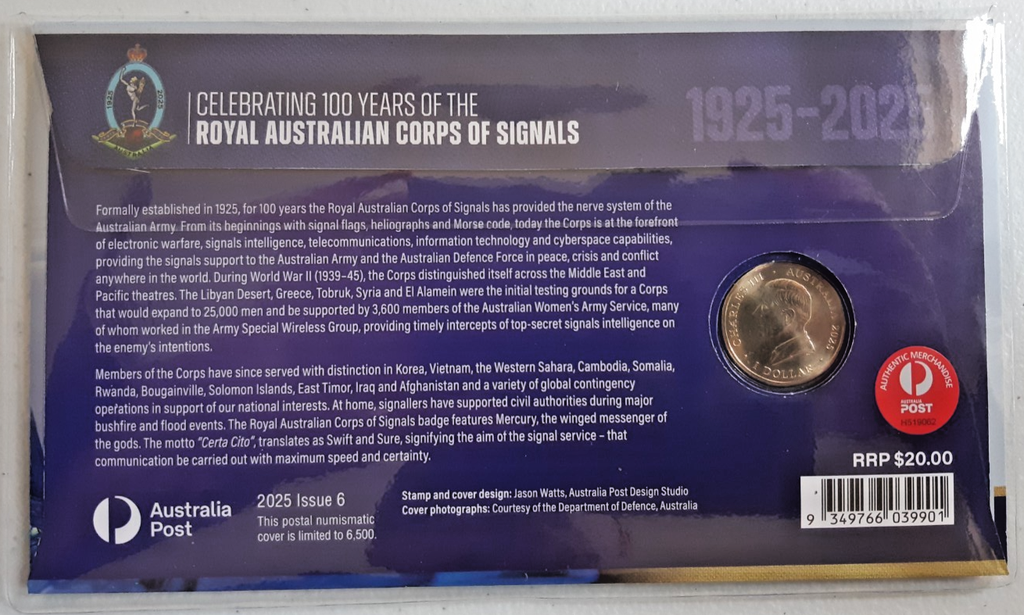 1925
2025
AUSTRALIA
CELEBRATING 100 YEARS OF THE
ROYAL AUSTRALIAN CORPS OF SIGNALS
1925-2025
Formally established in 1925, for 100 years the Royal Australian Corps of Signals has provided the nerve system of the
Australian Army. From its beginnings with signal flags, heliographs and Morse code, today the Corps is at the forefront
of electronic warfare, signals intelligence, telecommunications, information technology and cyberspace capabilities,
providing the signals support to the Australian Army and the Australian Defence Force in peace, crisis and conflict
anywhere in the world. During World War II (1939–45), the Corps distinguished itself across the Middle East and
Pacific theatres. The Libyan Desert, Greece, Tobruk, Syria and El Alamein were the initial testing grounds for a Corps
that would expand to 25,000 men and be supported by 3,600 members of the Australian Women's Army Service, many
of whom worked in the Army Special Wireless Group, providing timely intercepts of top-secret signals intelligence on
the enemy's intentions.
Members of the Corps have since served with distinction in Korea, Vietnam, the Western Sahara, Cambodia, Somalia,
Rwanda, Bougainville, Solomon Islands, East Timor, Iraq and Afghanistan and a variety of global contingency
operations in support of our national interests. At home, signallers have supported civil authorities during major
bushfire and flood events. The Royal Australian Corps of Signals badge features Mercury, the winged messenger of
the gods. The motto "Certa Cito", translates as Swift and Sure, signifying the aim of the signal service – that
communication be carried out with maximum speed and certainty.
CHARLES III • AUSTRALIA 2025
1 DOLLAR
AUTHENTIC MERCHANDISE
AUSTRALIA
POST
H519062
RRP $20.00
9 349766 039901
Australia
Post
2025 Issue 6
This postal numismatic
cover is limited to 6,500.
Stamp and cover design: Jason Watts, Australia Post Design Studio
Cover photographs: Courtesy of the Department of Defence, Australia